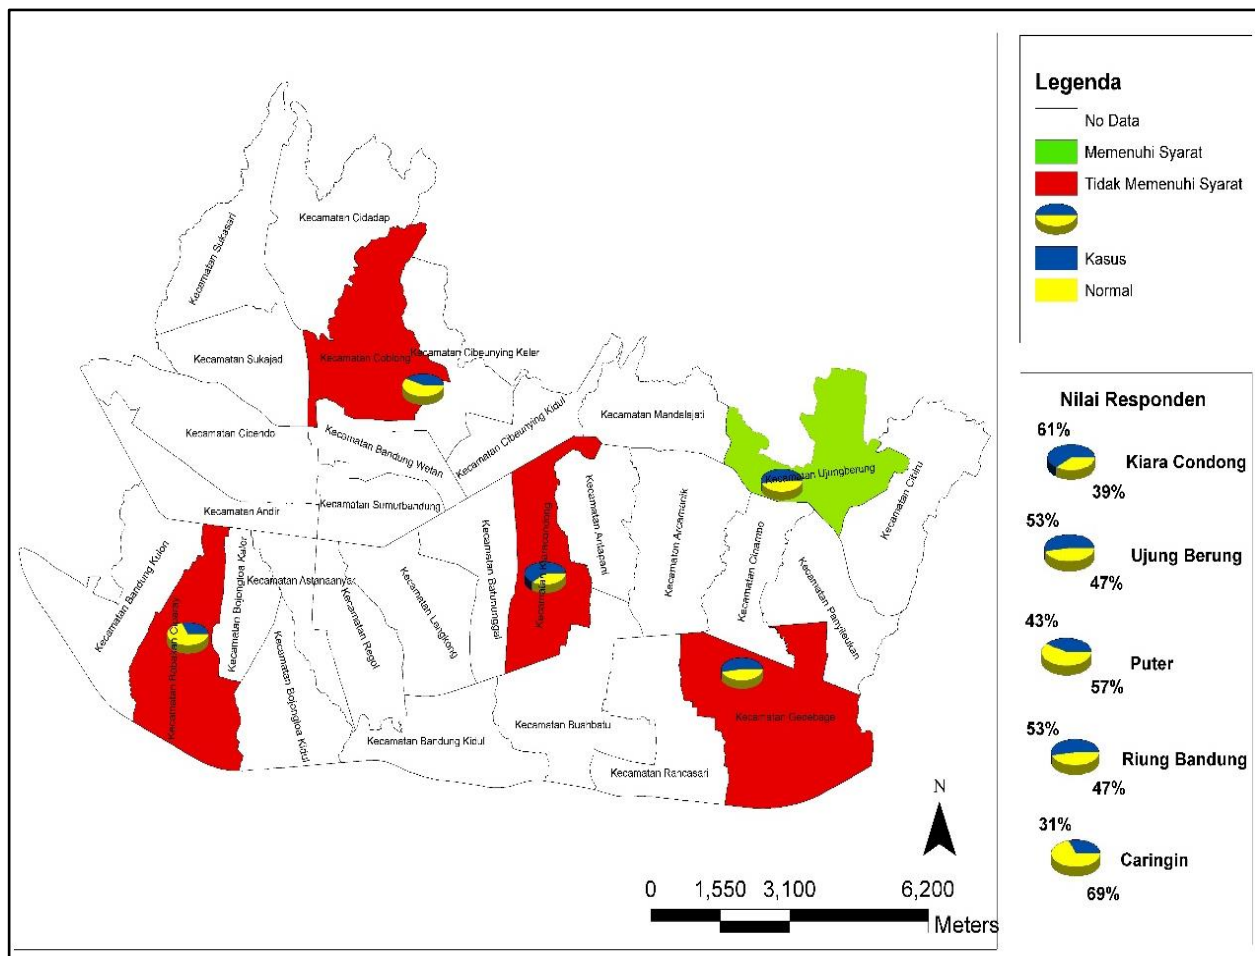 Legenda
No Data
Memenuhi Syarat
Tidak Memenuhi Syarat
Kasus
Normal
Kecamatan Cidadap
Kecamatan Sukasari
Kecamatan Sukajad
Kecamatan Coblong
Kecamatan Cibeunying Keler
Kecamatan Cicendo
Kecamatan Bandung Wetan
Kecamatan Cibeunying Kidul
Kecamatan Mandalajati
Kecamatan Ujungberung
Kecamatan Cibiru
Kecamatan Andir
Kecamatan Sumurbandung
Kecamatan Bandung Kulon
Kecamatan Babakan Ciparay
Kecamatan Bojongloa Kalor
Kecamatan Astanaanyar
Kecamatan Bojongloa Kidul
Kecamatan Regol
Kecamatan Lengkong
Kecamatan Batununggal
Kecamatan Kiaracondong
Kecamatan Antapani
Kecamatan Arcamanik
Kecamatan Cinambo
Kecamatan Panyileukan
Kecamatan Gedebage
Kecamatan Buahbatu
Kecamatan Bandung Kidul
Kecamatan Rancasari
N
0 1,550 3,100 6,200
Meters
Nilai Responden
61%
Kiara Condong
39%
53%
Ujung Berung
47%
43%
Puter
57%
53%
Riung Bandung
47%
31%
Caringin
69%